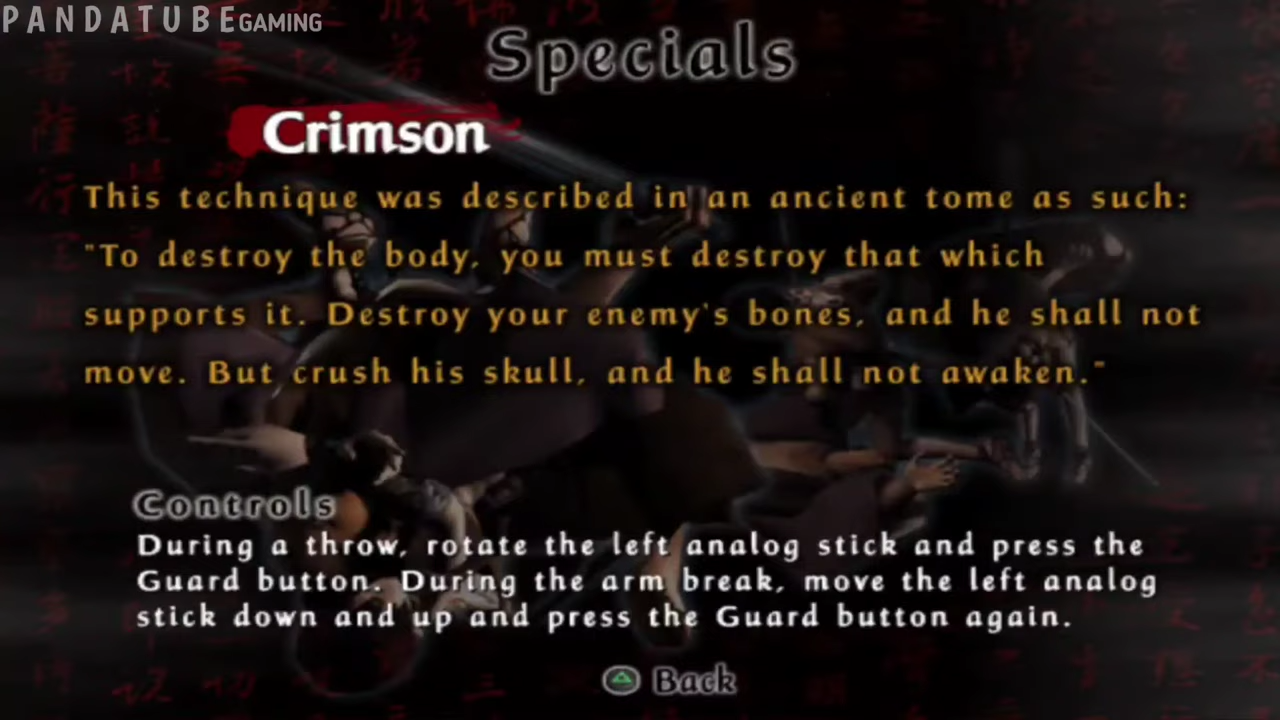 PANDATUBEGAMING
Specials
Crimson
This technique was described in an ancient tome as such:
"To destroy the body, you must destroy that which
supports it. Destroy your enemy's bones, and he shall not
move. But crush his skull, and he shall not awaken."
Controls
During a throw, rotate the left analog stick and press the
Guard button. During the arm break, move the left analog
stick down and up and press the Guard button again.
Back